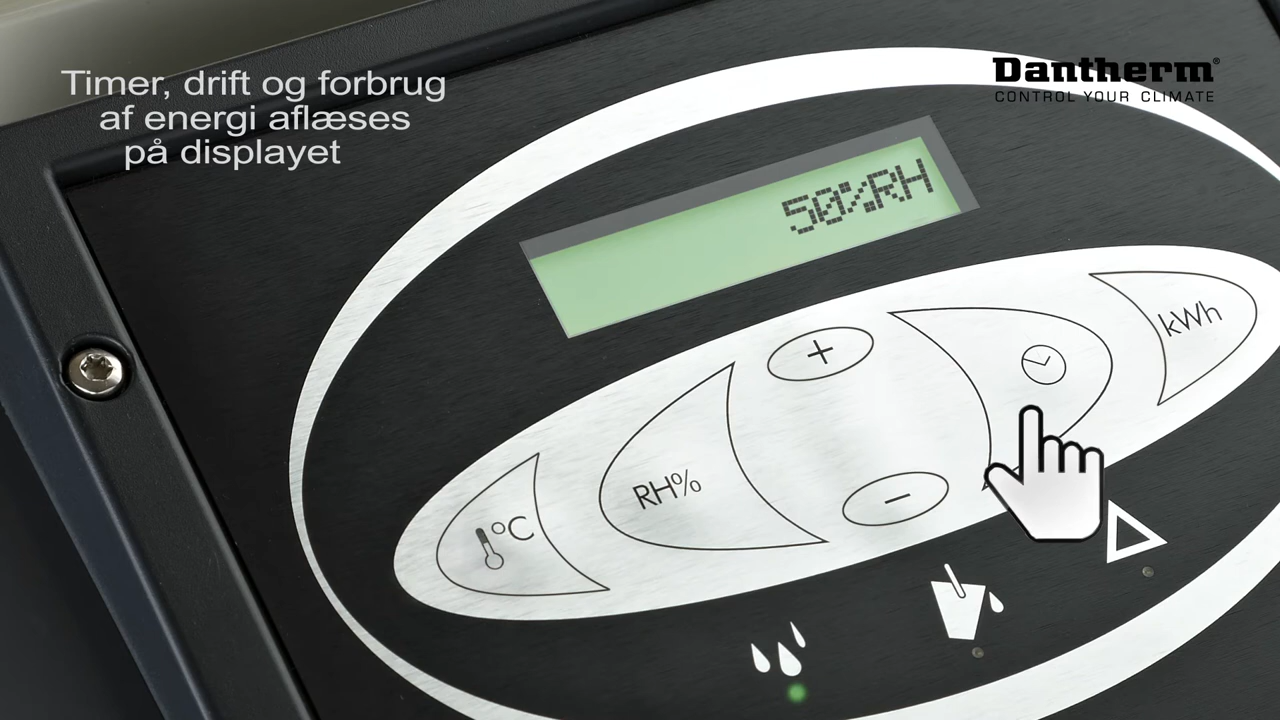 Timer, drift og forbrug
af energi aflæses
på displayet
Dantherm®
CONTROL YOUR CLIMATE
50%RH
kWh
+
RH%
−
°C